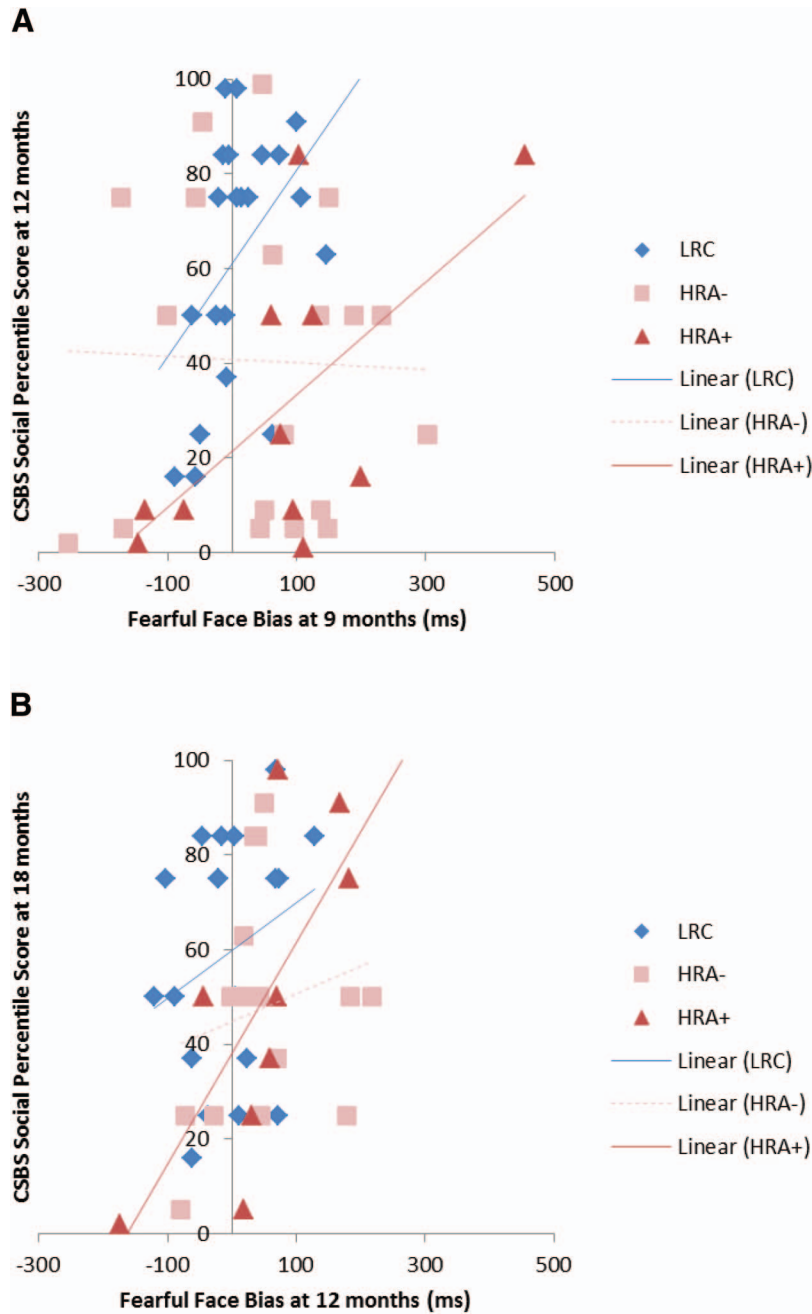 A
CSBS Social Percentile Score at 12 months
100
80
60
40
20
0
-300
-100
100
300
500
Fearful Face Bias at 9 months (ms)
LRC
HRA-
HRA+
Linear (LRC)
Linear (HRA-)
Linear (HRA+)
B
CSBS Social Percentile Score at 18 months
100
80
60
40
20
0
-300
-100
100
300
500
Fearful Face Bias at 12 months (ms)
LRC
HRA-
HRA+
Linear (LRC)
Linear (HRA-)
Linear (HRA+)